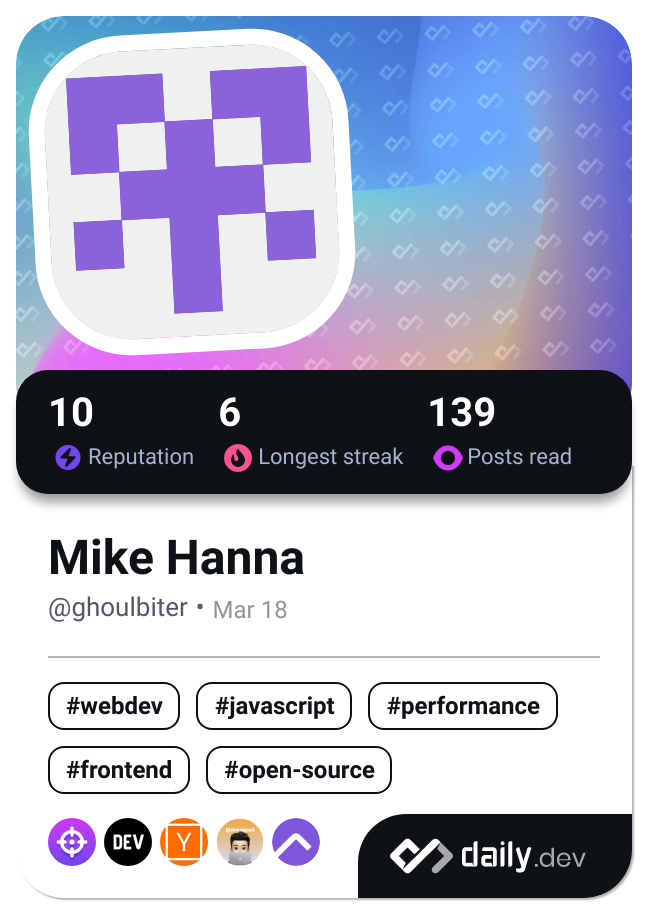 10 6 139
Reputation Longest streak Posts read
Mike Hanna
@ghoulbiter • Mar 18
#webdev #javascript #performance
#frontend #open-source
DEV Y daily.dev